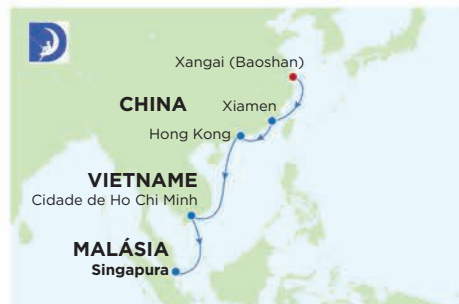 Xangai (Baoshan)
CHINA
Xiamen
Hong Kong
VIETNAME
Cidade de Ho Chi Minh
MALÁSIA
Singapura